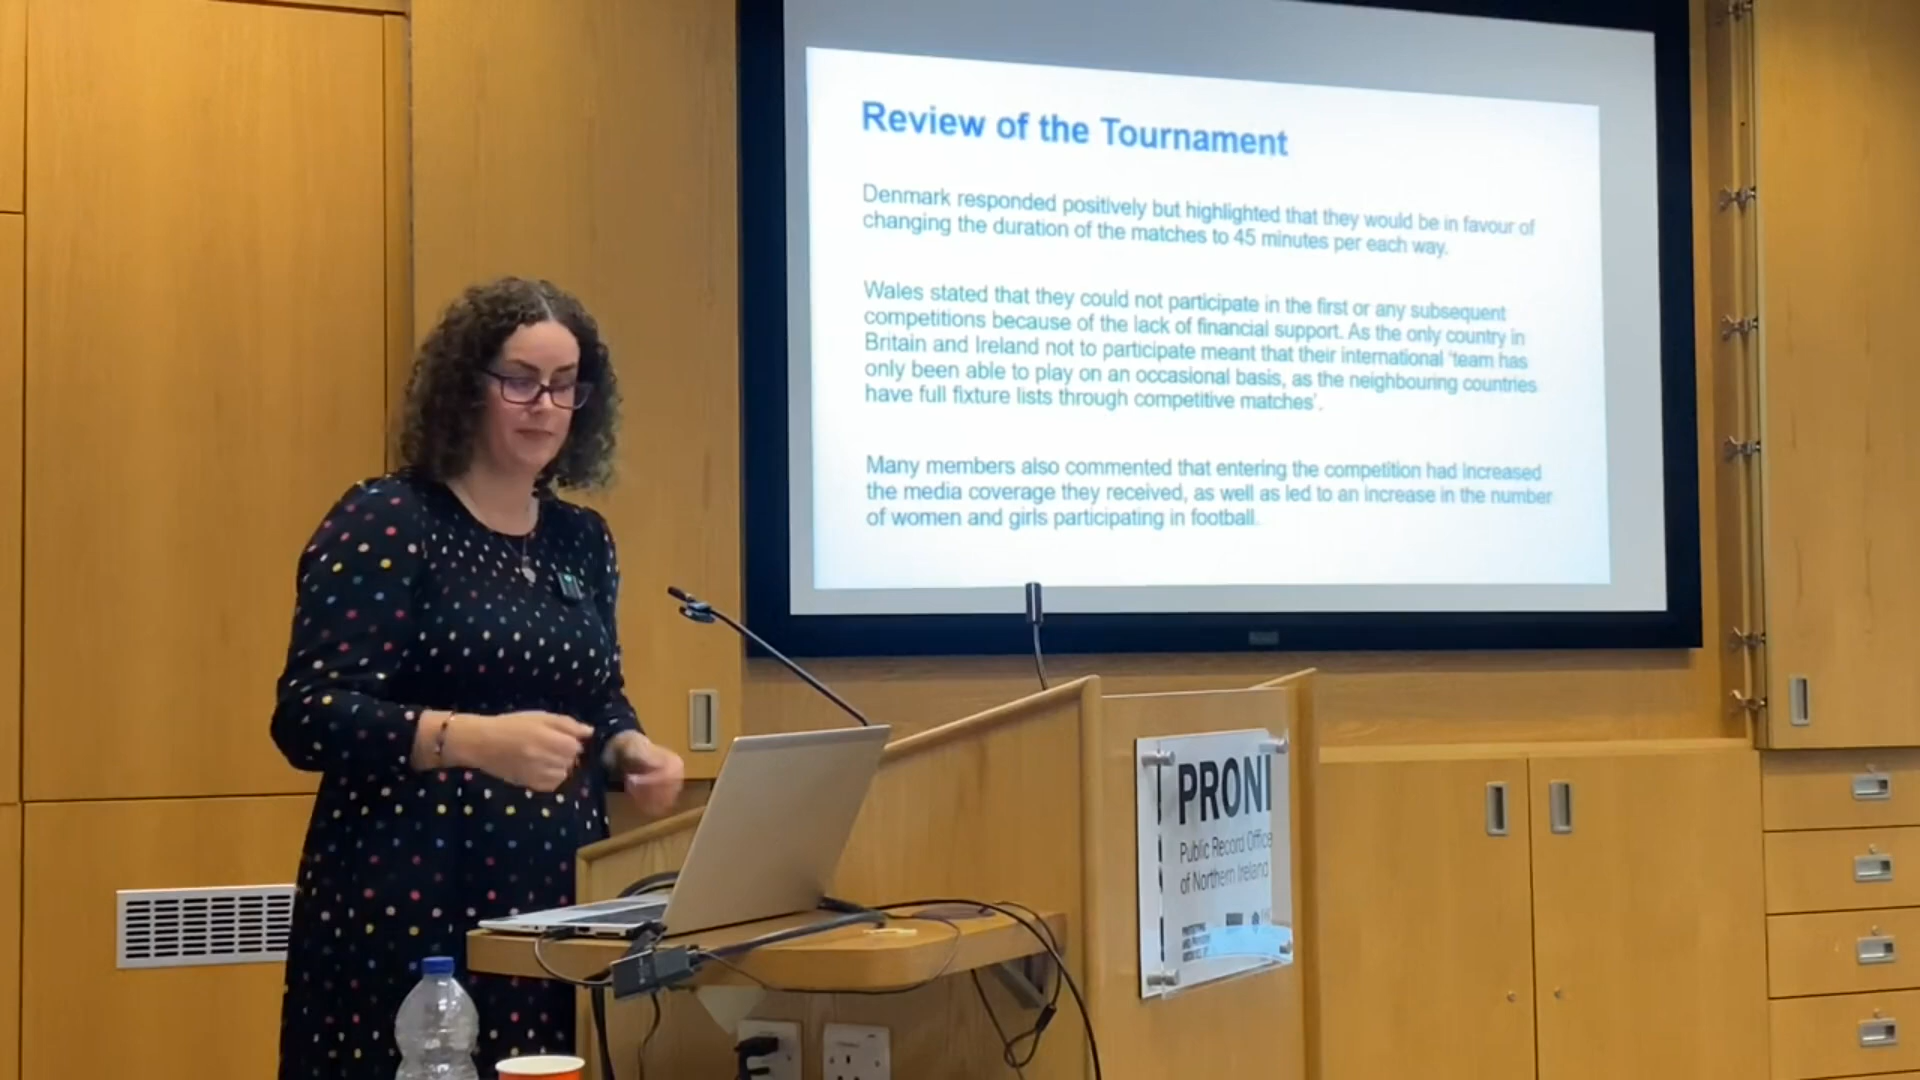 Review of the Tournament
Denmark responded positively but highlighted that they would be in favour of
changing the duration of the matches to 45 minutes per each way.
Wales stated that they could not participate in the first or any subsequent
competitions because of the lack of financial support. As the only country in
Britain and Ireland not to participate meant that their international 'team has
only been able to play on an occasional basis, as the neighbouring countries
have full fixture lists through competitive matches'.
Many members also commented that entering the competition had increased
the media coverage they received, as well as led to an increase in the number
of women and girls participating in football.
PRONI
Public Record Office
of Northern Ireland